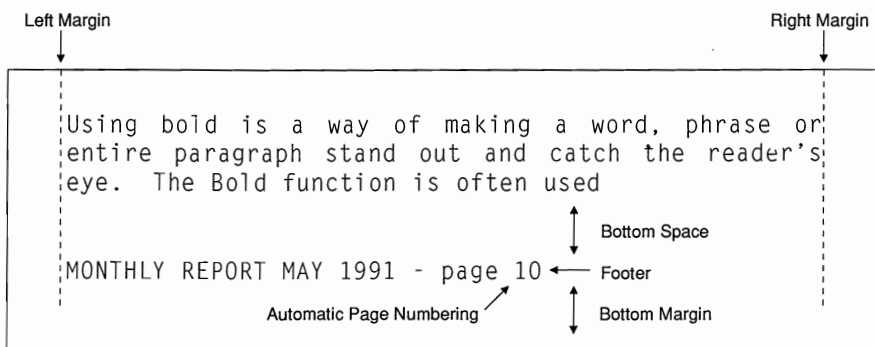 Left Margin Right Margin
Using bold is a way of making a word, phrase or
entire paragraph stand out and catch the reader's
eye. The Bold function is often used
Bottom Space
MONTHLY REPORT MAY 1991 - page 10 Footer
Automatic Page Numbering Bottom Margin